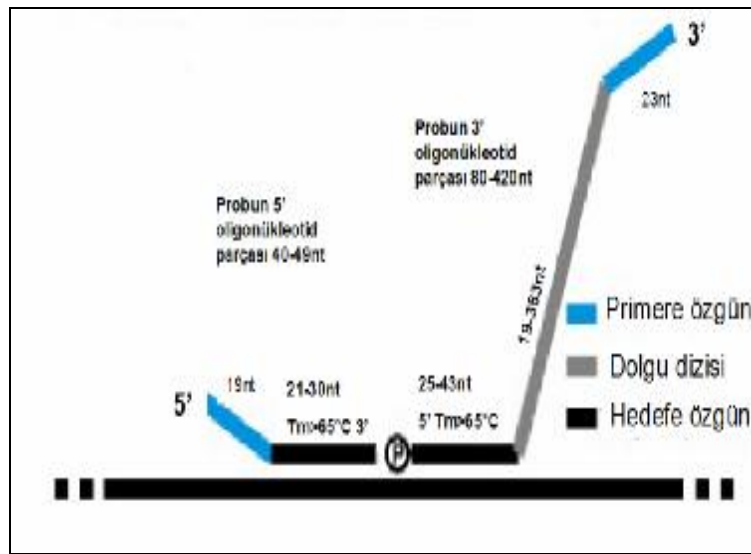 3’
23nt
Probun 3’
oligonükleotid
parçası 80-420nt
Probun 5’
oligonükleotid
parçası 40-49nt
19-363nt
Primere özgün
Dolgu dizisi
Hedefe özgün
5’
19nt
21-30nt
Tm>65°C 3’
25-43nt
5’ Tm>65°C
P